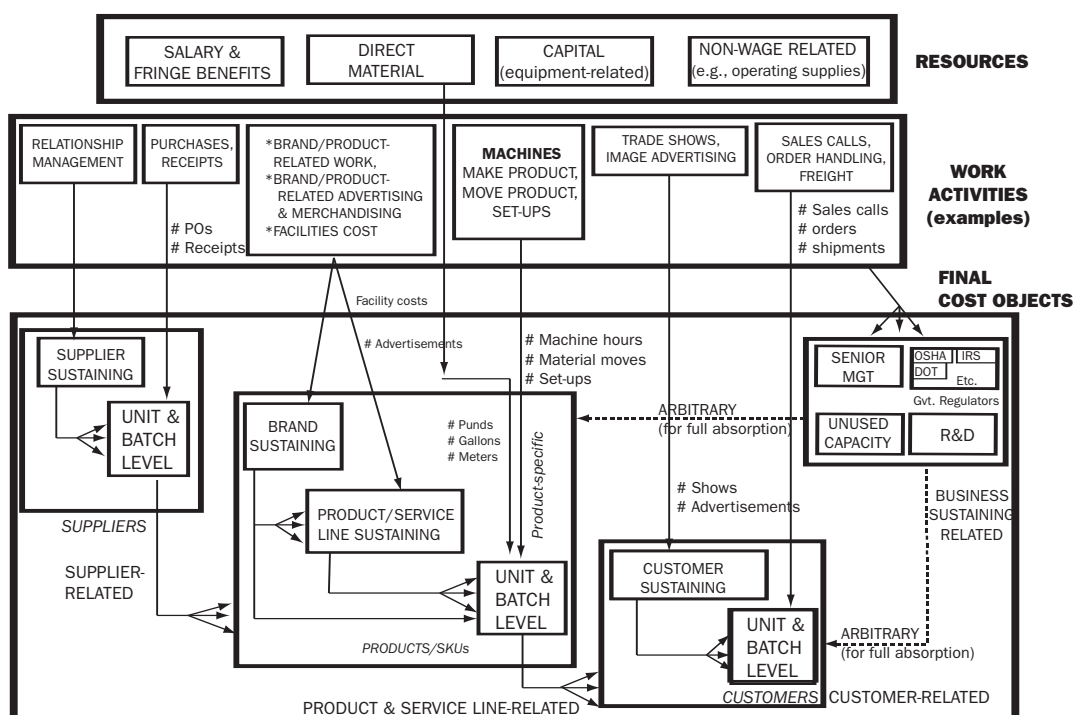 SALARY &
FRINGE BENEFITS
DIRECT
MATERIAL
CAPITAL
(equipment-related)
NON-WAGE RELATED
(e.g., operating supplies)
RESOURCES
RELATIONSHIP
MANAGEMENT
PURCHASES,
RECEIPTS
*BRAND/PRODUCT-
RELATED WORK,
*BRAND/PRODUCT-
RELATED ADVERTISING
& MERCHANDISING
*FACILITIES COST
MACHINES
MAKE PRODUCT,
MOVE PRODUCT,
SET-UPS
TRADE SHOWS,
IMAGE ADVERTISING
SALES CALLS,
ORDER HANDLING,
FREIGHT
WORK
ACTIVITIES
(examples)
# POs
# Receipts
# Sales calls
# orders
# shipments
FINAL
COST OBJECTS
Facility costs
# Advertisements
# Machine hours
# Material moves
# Set-ups
SUPPLIER
SUSTAINING
UNIT &
BATCH
LEVEL
SUPPLIERS
SUPPLIER-
RELATED
BRAND
SUSTAINING
# Punds
# Gallons
# Meters
Product-specific
PRODUCT/SERVICE
LINE SUSTAINING
UNIT &
BATCH
LEVEL
PRODUCTS/SKUs
PRODUCT & SERVICE LINE-RELATED
ARBITRARY
(for full absorption)
SENIOR
MGT
OSHA
IRS
DOT
Etc.
Gvt. Regulators
UNUSED
CAPACITY
R&D
# Shows
# Advertisements
BUSINESS
SUSTAINING
RELATED
CUSTOMER
SUSTAINING
UNIT &
BATCH
LEVEL
ARBITRARY
(for full absorption)
CUSTOMERS
CUSTOMER-RELATED